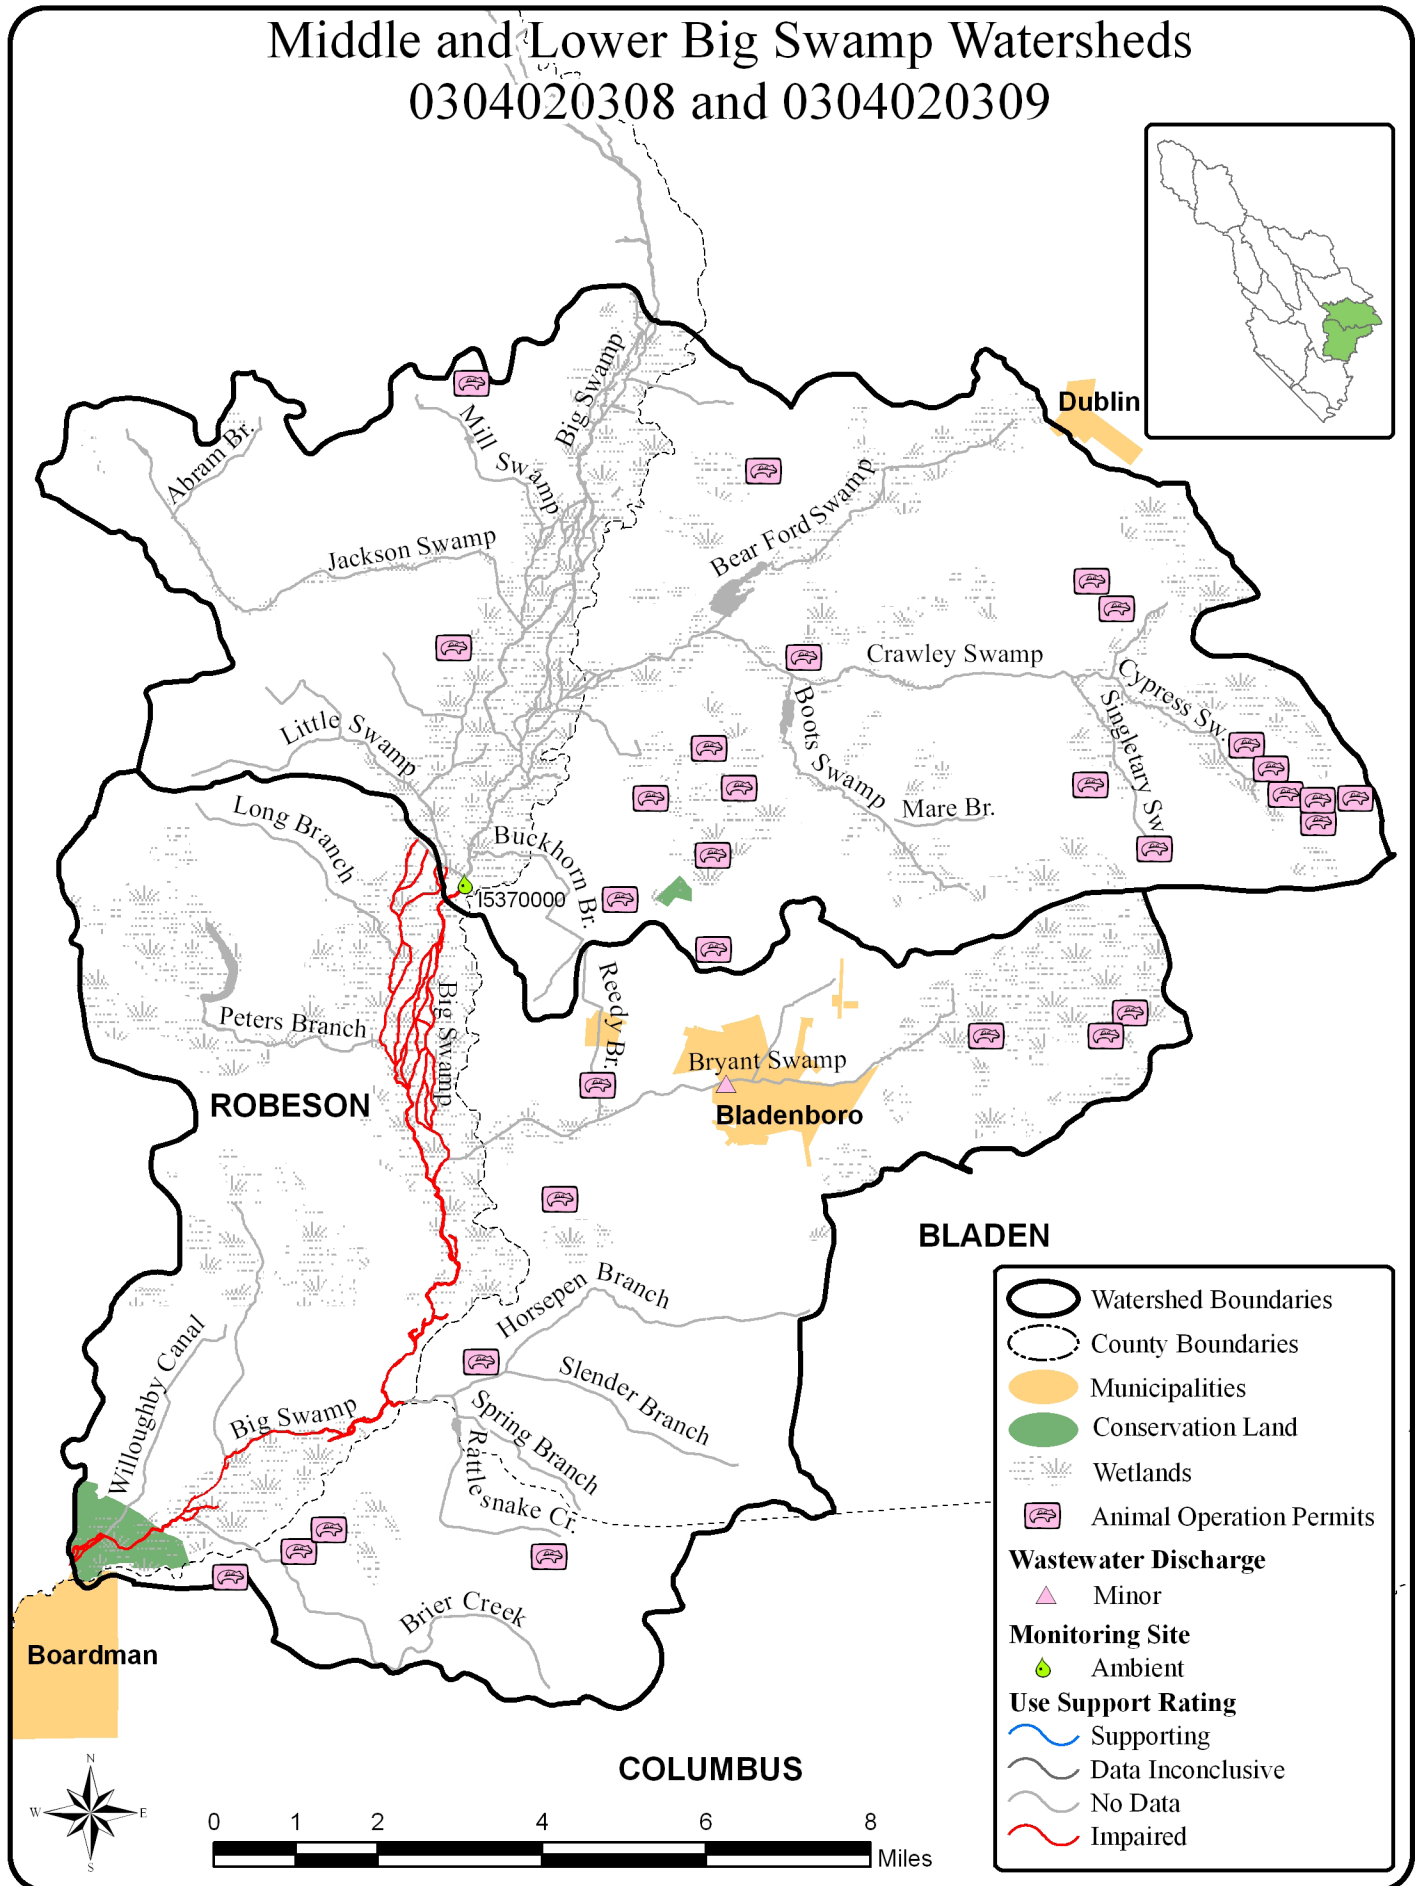 Middle and Lower Big Swamp Watersheds
0304020308 and 0304020309
Dublin
Big Swamp
Mill Swamp
Abram Br.
Bear Ford Swamp
Jackson Swamp
Crawley Swamp
Cypress Sw.
Singletary Sw.
Boots Swamp
Little Swamp
Mare Br.
Long Branch
Buckhorn Br.
I5370000
Reedy Br.
Big Swamp
Peters Branch
Bryant Swamp
ROBESON
Bladenboro
BLADEN
Horsepen Branch
Slender Branch
Willoughby Canal
Big Swamp
Spring Branch
Rattlesnake Cr.
Brier Creek
Boardman
COLUMBUS
N
W
E
S
0 1 2 4 6 8
Miles
Watershed Boundaries
County Boundaries
Municipalities
Conservation Land
Wetlands
Animal Operation Permits
Wastewater Discharge
Minor
Monitoring Site
Ambient
Use Support Rating
Supporting
Data Inconclusive
No Data
Impaired